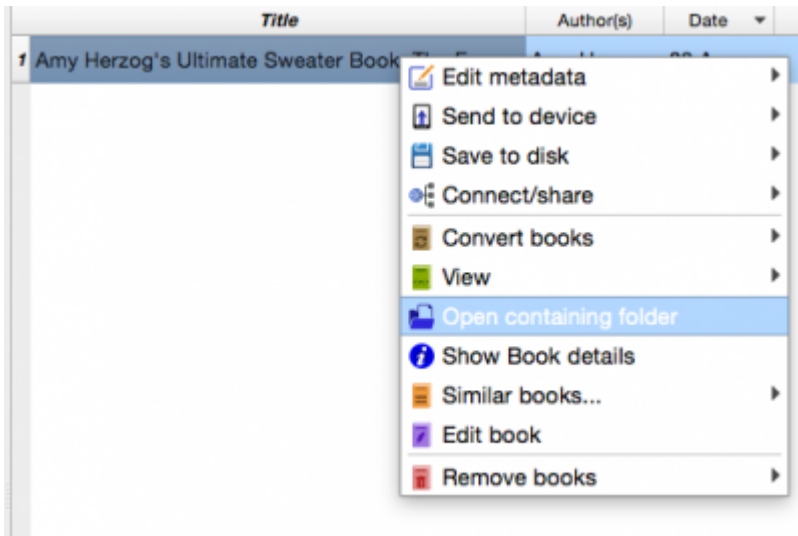 Title Author(s) Date
1 Amy Herzog's Ultimate Sweater Book
Edit metadata
Send to device
Save to disk
Connect/share
Convert books
View
Open containing folder
Show Book details
Similar books...
Edit book
Remove books